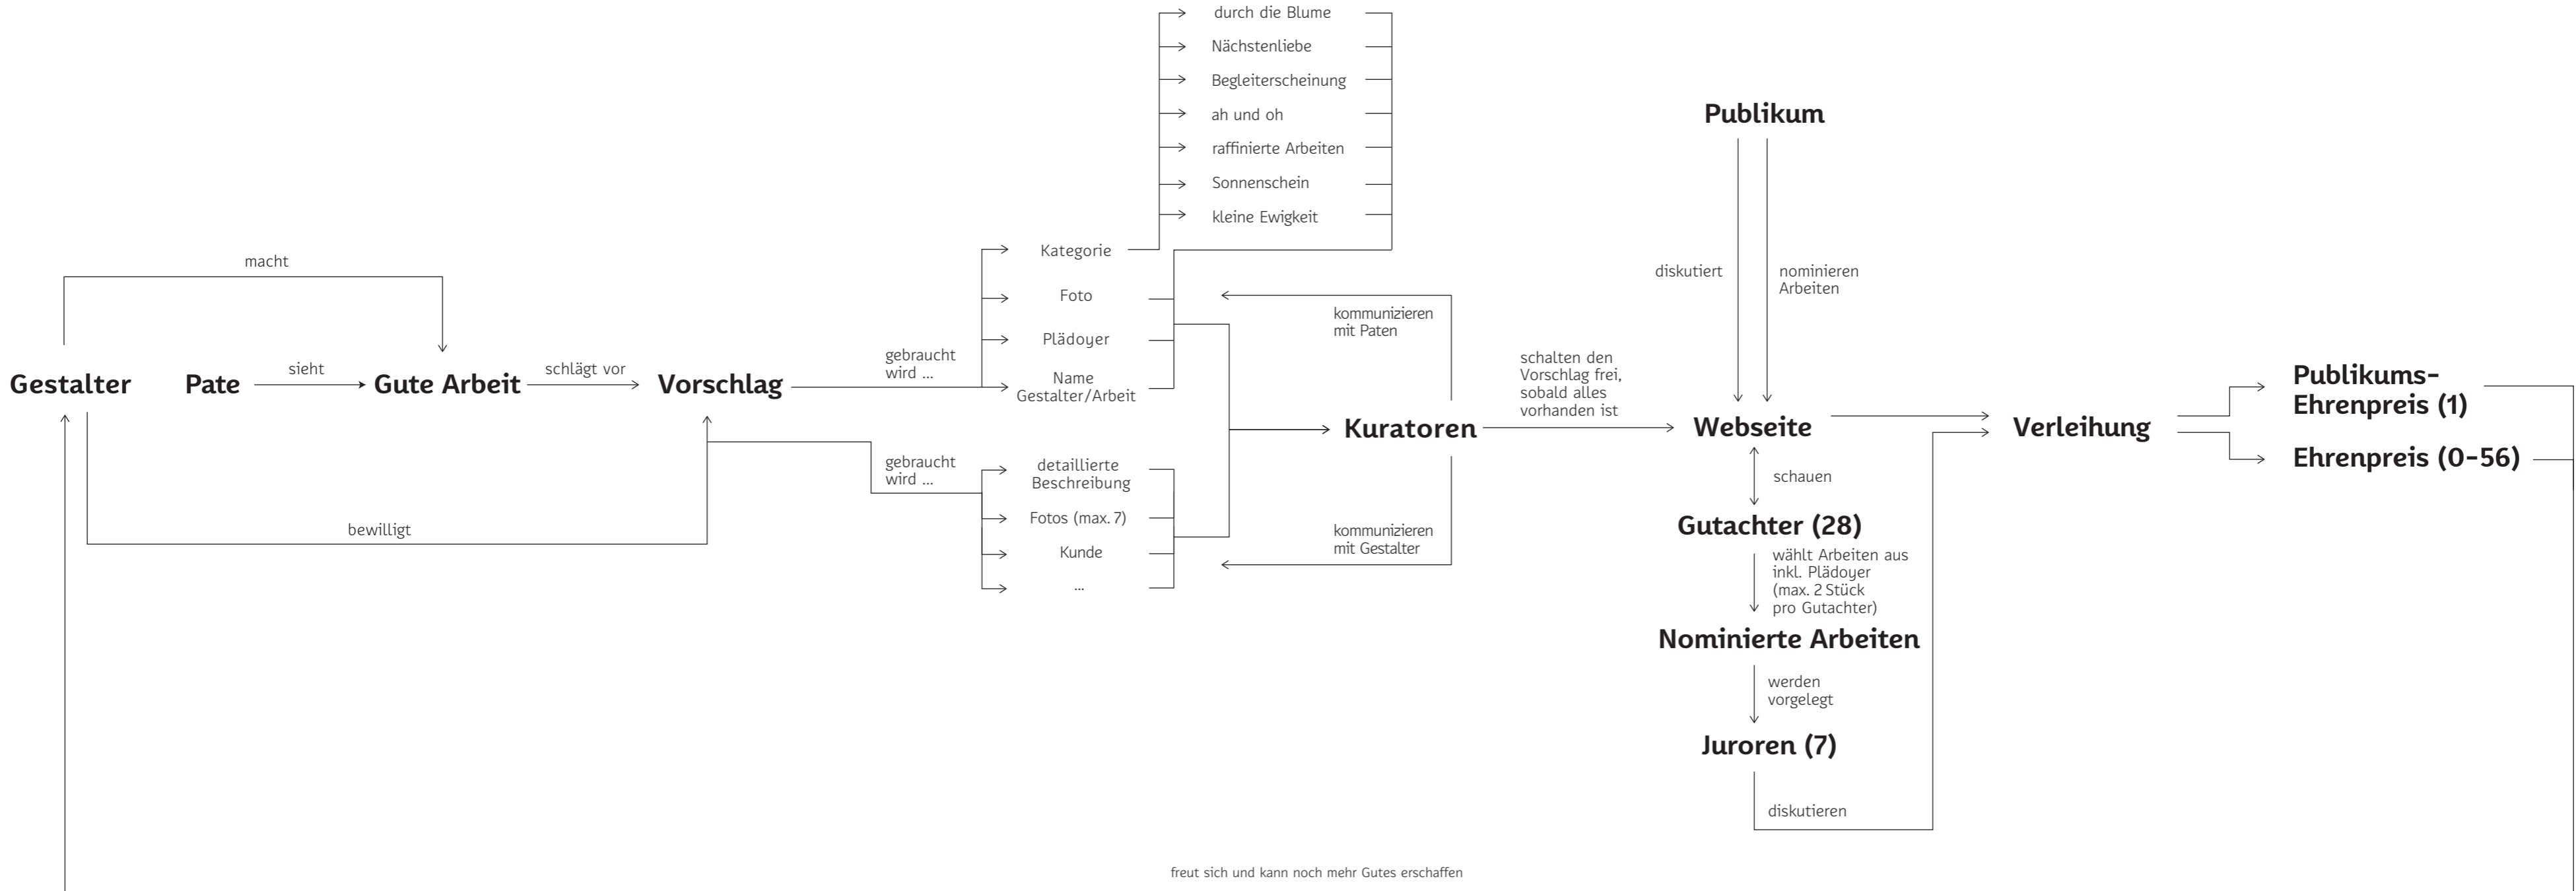 durch die Blume
Nächstenliebe
Begleiterscheinung
ah und oh
raffinierte Arbeiten
Sonnenschein
kleine Ewigkeit
Kategorie
Foto
Plädoyer
Name
Gestalter/Arbeit
macht
Gestalter
Pate
sieht
Gute Arbeit
schlägt vor
Vorschlag
gebraucht
wird ...
bewilligt
gebraucht
wird ...
detaillierte
Beschreibung
Fotos (max. 7)
Kunde
...
kommunizieren
mit Paten
Kuratoren
kommunizieren
mit Gestalter
schalten den
Vorschlag frei,
sobald alles
vorhanden ist
Publikum
diskutiert
nominieren
Arbeiten
Webseite
schauen
Gutachter (28)
wählt Arbeiten aus
inkl. Plädoyer
(max. 2 Stück
pro Gutachter)
Nominierte Arbeiten
werden
vorgelegt
Juroren (7)
diskutieren
Verleihung
Publikums-
Ehrenpreis (1)
Ehrenpreis (0-56)
freut sich und kann noch mehr Gutes erschaffen